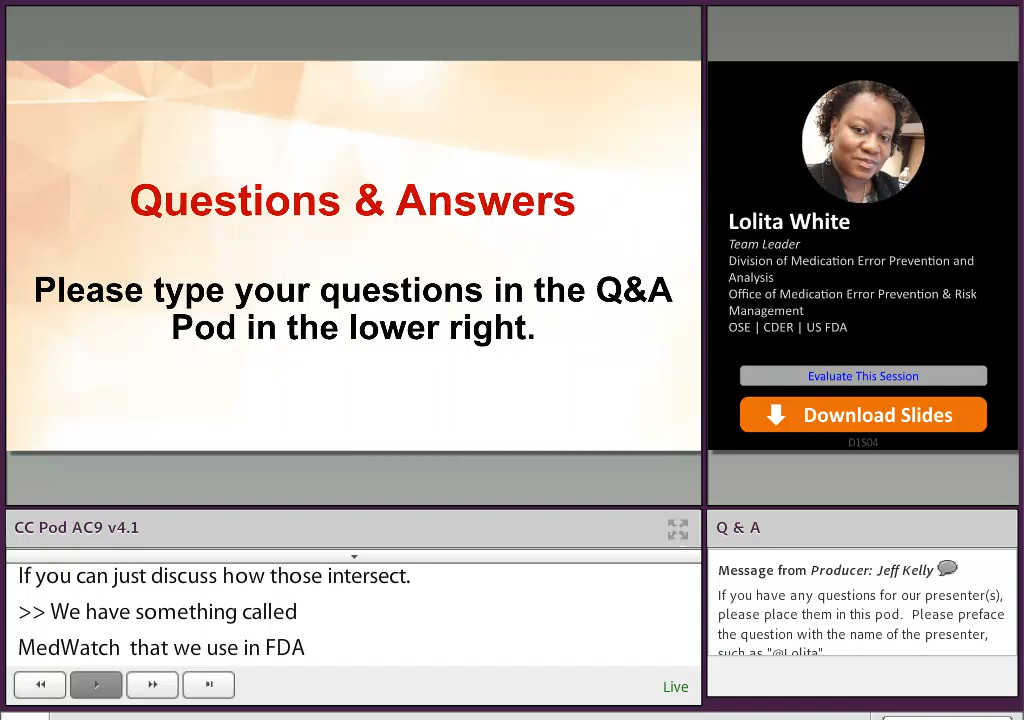 Questions & Answers
Please type your questions in the Q&A
Pod in the lower right.
Lolita White
Team Leader
Division of Medication Error Prevention and
Analysis
Office of Medication Error Prevention & Risk
Management
OSE | CDER | US FDA
Evaluate This Session
Download Slides
D1S04
CC Pod AC9 v4.1
If you can just discuss how those intersect.
>> We have something called
MedWatch that we use in FDA
Live
Q & A
Message from Producer: Jeff Kelly
If you have any questions for our presenter(s),
please place them in this pod. Please preface
the question with the name of the presenter,
such as "@Lolita"